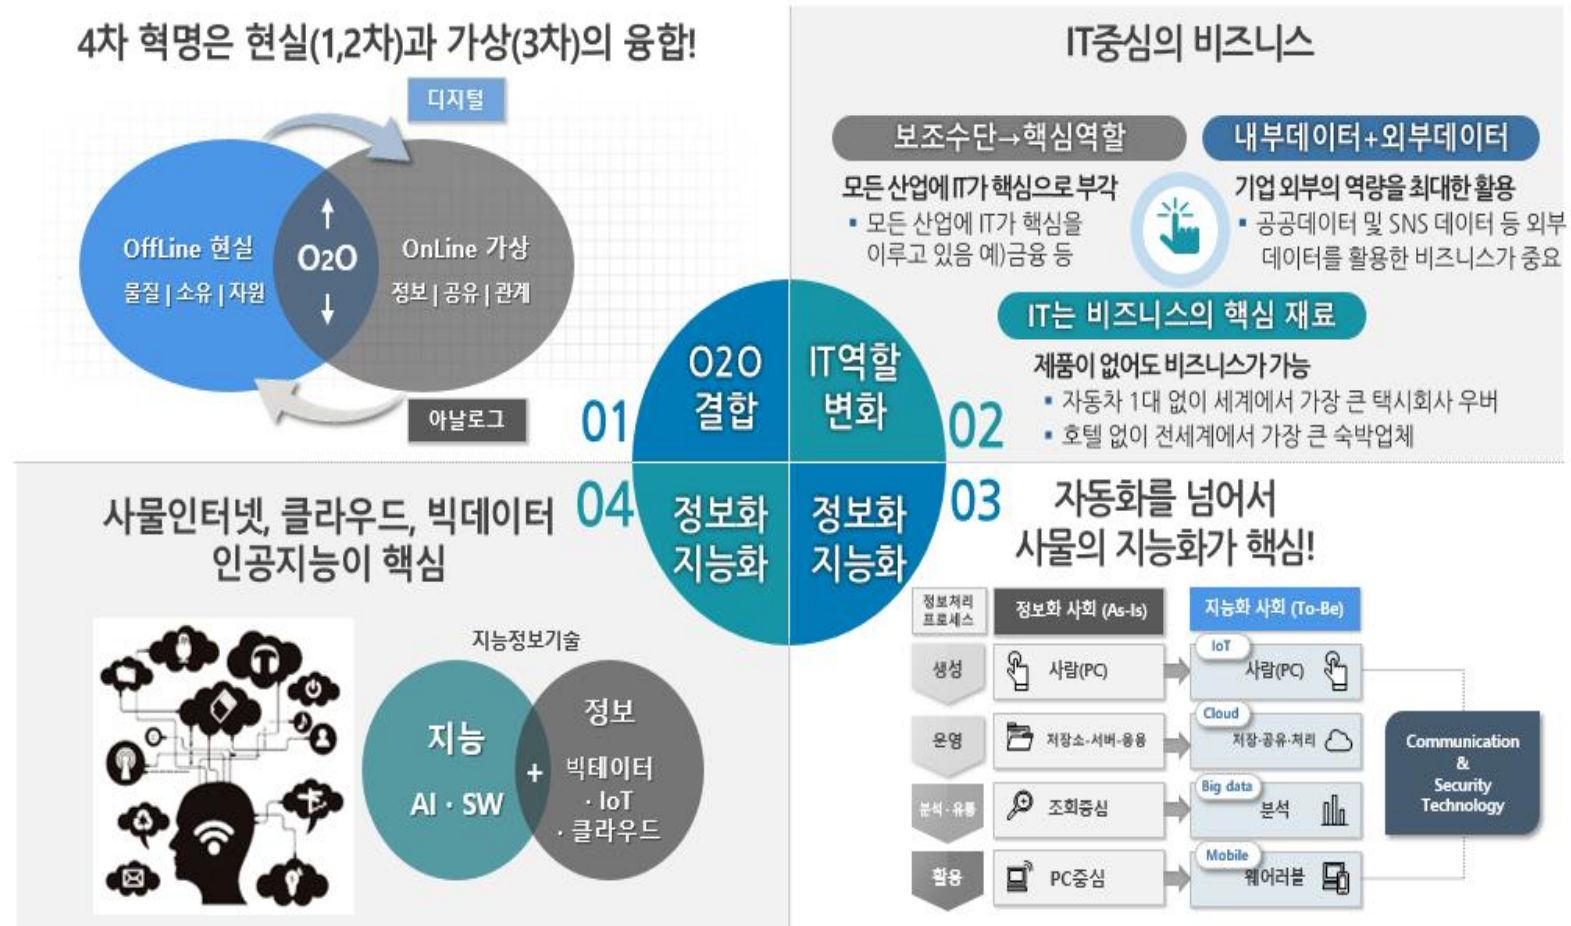 4차 혁명은 현실(1,2차)과 가상(3차)의 융합!
디지털
OffLine 현실
물질 | 소유 | 자원
O2O
OnLine 가상
정보 | 공유 | 관계
아날로그
01
O2O
결합
IT중심의 비즈니스
보조수단→핵심역할
모든 산업에 IT가 핵심으로 부각
▪ 모든 산업에 IT가 핵심을
이루고 있음 예)금융 등
내부데이터+외부데이터
기업 외부의 역량을 최대한 활용
▪ 공공데이터 및 SNS 데이터 등 외부
데이터를 활용한 비즈니스가 중요
IT는 비즈니스의 핵심 재료
제품이 없어도 비즈니스가 가능
▪ 자동차 1대 없이 세계에서 가장 큰 택시회사 우버
▪ 호텔 없이 전세계에서 가장 큰 숙박업체
IT역할
변화
02
03
정보화
지능화
자동화를 넘어서
사물의 지능화가 핵심!
정보처리
프로세스
정보화 사회 (As-Is)
지능화 사회 (To-Be)
생성
사람(PC)
IoT
사람(PC)
운영
저장소-서버-응용
Cloud
저장·공유·처리
분석·유통
조회중심
Big data
분석
활용
PC중심
Mobile
웨어러블
Communication
&
Security
Technology
04
정보화
지능화
사물인터넷, 클라우드, 빅데이터
인공지능이 핵심
지능정보기술
지능
AI · SW
+
정보
빅테이터
· IoT
· 클라우드